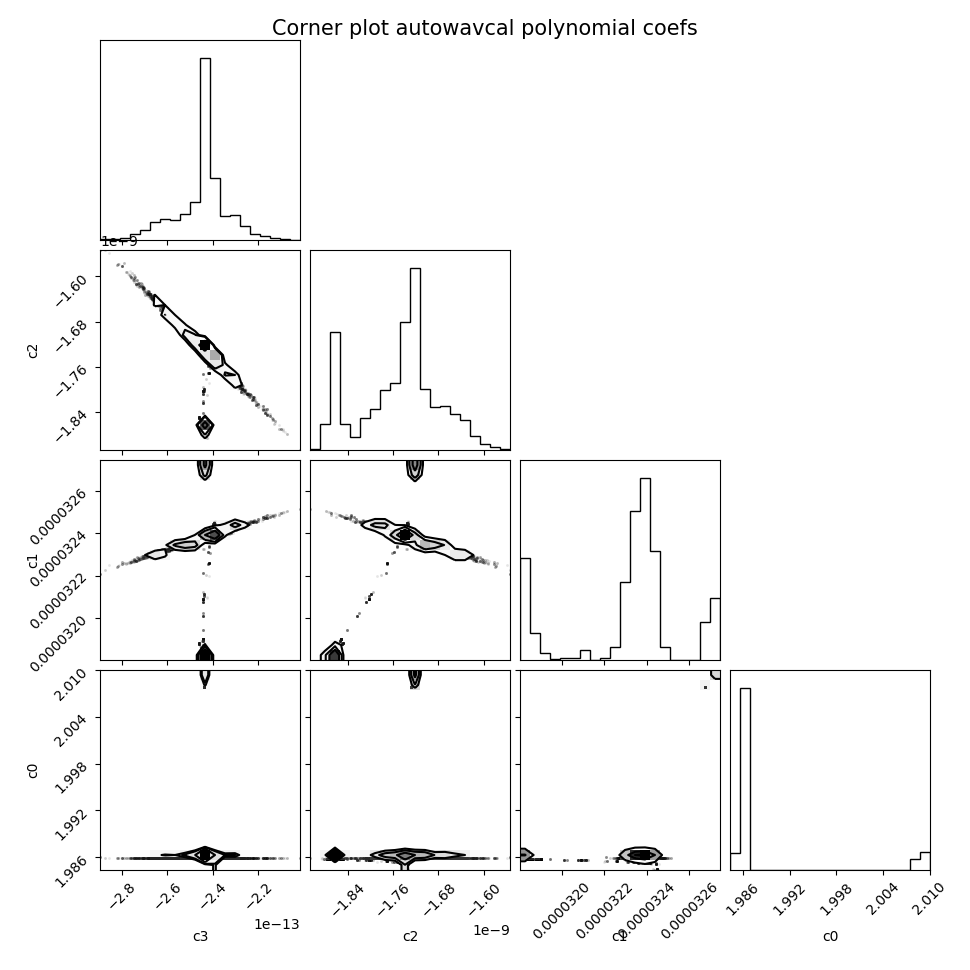 Corner plot autowavcal polynomial coefs
1e−9
−1.60
−1.68
−1.76
−1.84
c2
0.0000326
0.0000324
0.0000322
0.0000320
c1
2.010
2.004
1.998
1.992
1.986
c0
−2.8 −2.6 −2.4 −2.2
1e−13
c3
−1.84 −1.76 −1.68 −1.60
1e−9
c2
0.0000320 0.0000322 0.0000324 0.0000326
c1
1.986 1.992 1.998 2.004 2.010
c0